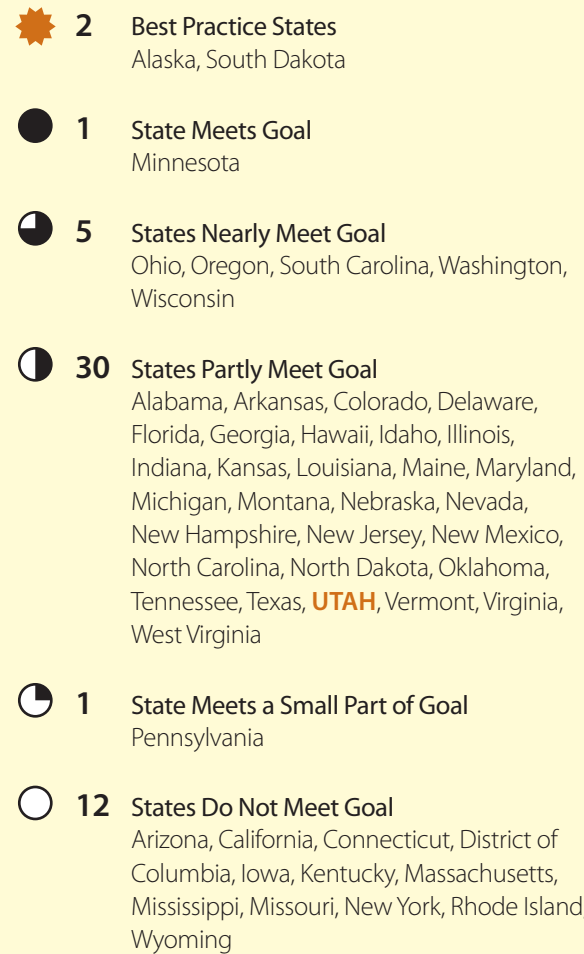 2 Best Practice States
Alaska, South Dakota
1 State Meets Goal
Minnesota
5 States Nearly Meet Goal
Ohio, Oregon, South Carolina, Washington,
Wisconsin
30 States Partly Meet Goal
Alabama, Arkansas, Colorado, Delaware,
Florida, Georgia, Hawaii, Idaho, Illinois,
Indiana, Kansas, Louisiana, Maine, Maryland,
Michigan, Montana, Nebraska, Nevada,
New Hampshire, New Jersey, New Mexico,
North Carolina, North Dakota, Oklahoma,
Tennessee, Texas, UTAH, Vermont, Virginia,
West Virginia
1 State Meets a Small Part of Goal
Pennsylvania
12 States Do Not Meet Goal
Arizona, California, Connecticut, District of
Columbia, Iowa, Kentucky, Massachusetts,
Mississippi, Missouri, New York, Rhode Island
Wyoming